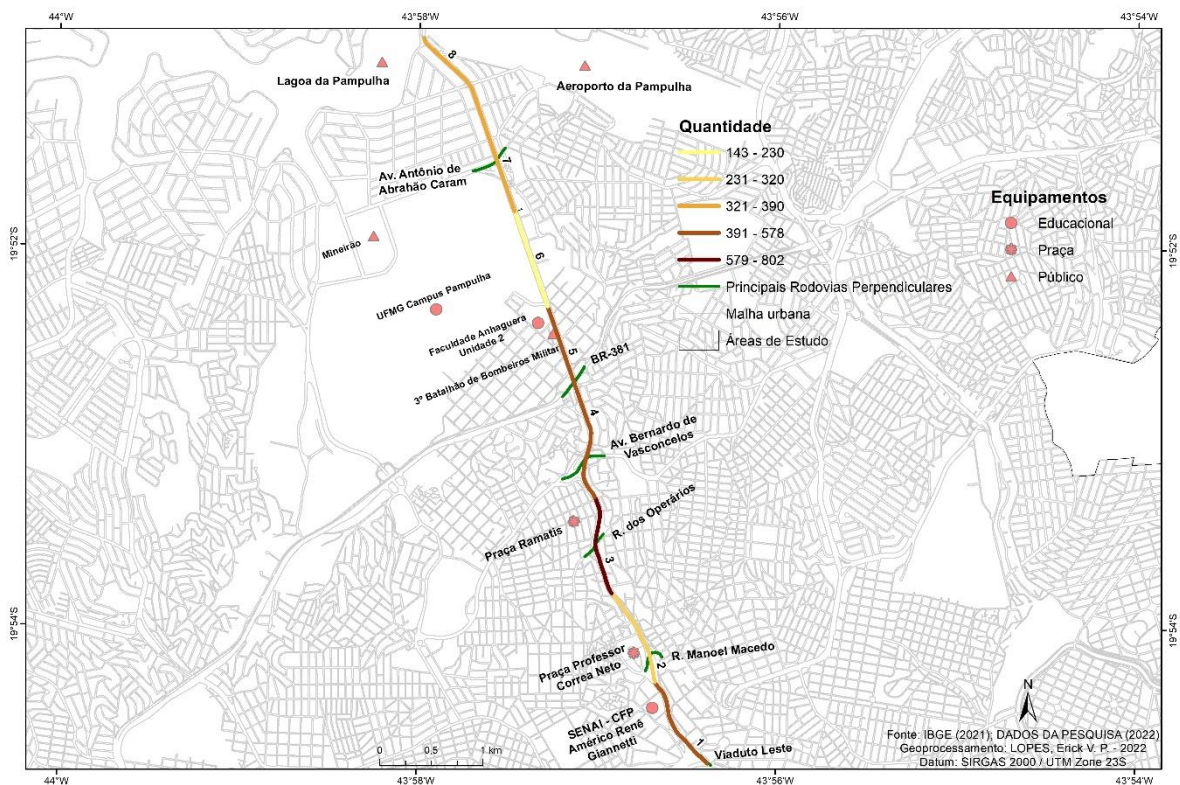 44°W
43°58'W
43°56'W
43°54'W
8
Lagoa da Pampulha
Aeroporto da Pampulha
Quantidade
143 - 230
231 - 320
321 - 390
391 - 578
579 - 802
Principais Rodovias Perpendiculares
Malha urbana
Áreas de Estudo
Equipamentos
Educacional
Praça
Público
7
Av. Antônio de
Abrahão Caram
19°52'S
19°52'S
Mineirão
6
UFMG Campus Pampulha
Faculdade Anhaguera
Unidade 2
3º Batalhão de Bombeiros Militar
5
BR-381
4
Av. Bernardo de
Vasconcelos
Praça Ramatis
R. dos Operários
3
19°54'S
19°54'S
Praça Professor
Correa Neto
R. Manoel Macedo
2
SENAI - CFP
Américo René
Giannetti
1
Viaduto Leste
0 0,5 1 km
N
Fonte: IBGE (2021); DADOS DA PESQUISA (2022)
Geoprocessamento: LOPES, Erick V. P. - 2022
Datum: SIRGAS 2000 / UTM Zone 23S
44°W
43°58'W
43°56'W
43°54'W